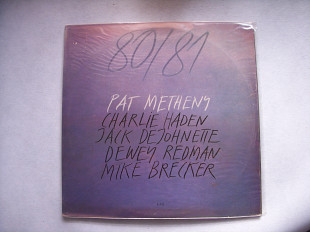 80/81
PAT METHENY
CHARLIE HADEN
JACK DEJOHNETTE
DEWEY REDMAN
MIKE BRECKER